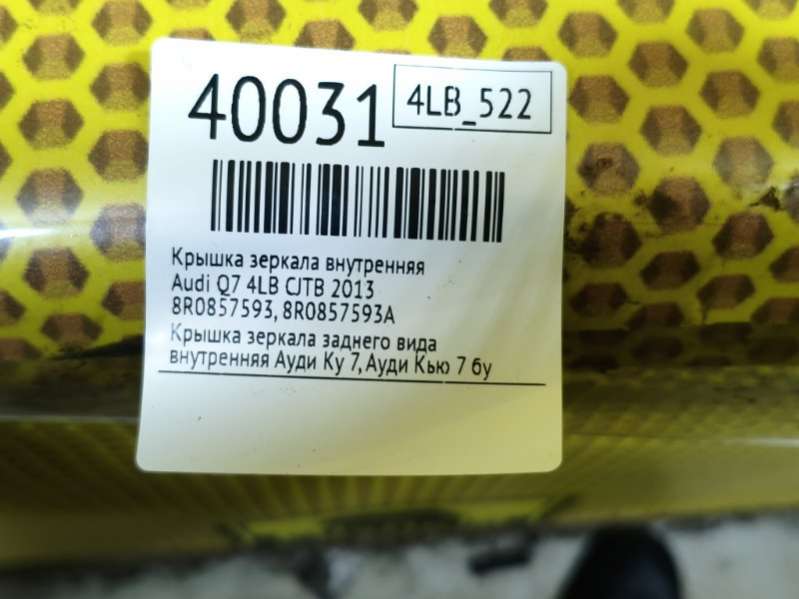 40031
4LB_522
Крышка зеркала внутренняя
Audi Q7 4LB CJTB 2013
8R0857593, 8R0857593A
Крышка зеркала заднего вида
внутренняя Ауди Ку 7, Ауди Кью 7 бу